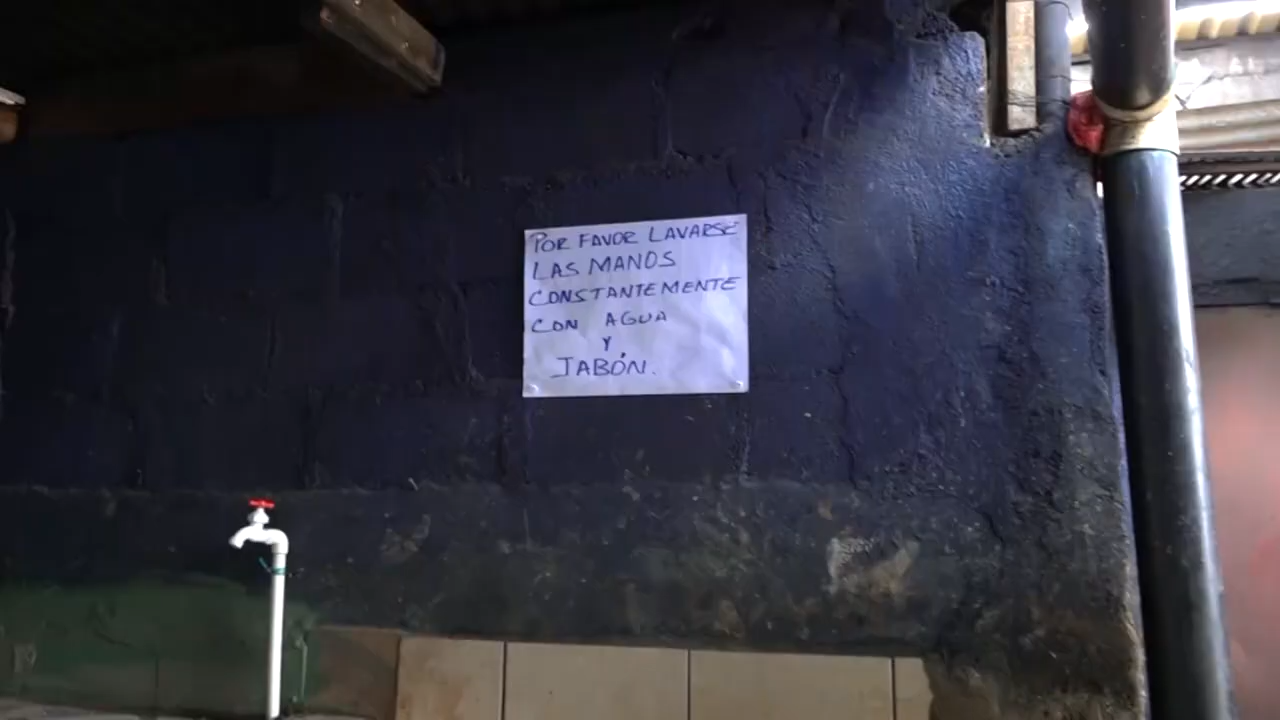 POR FAVOR LAVARSE
LAS MANOS
CONSTANTEMENTE
CON AGUA
Y
JABÓN.